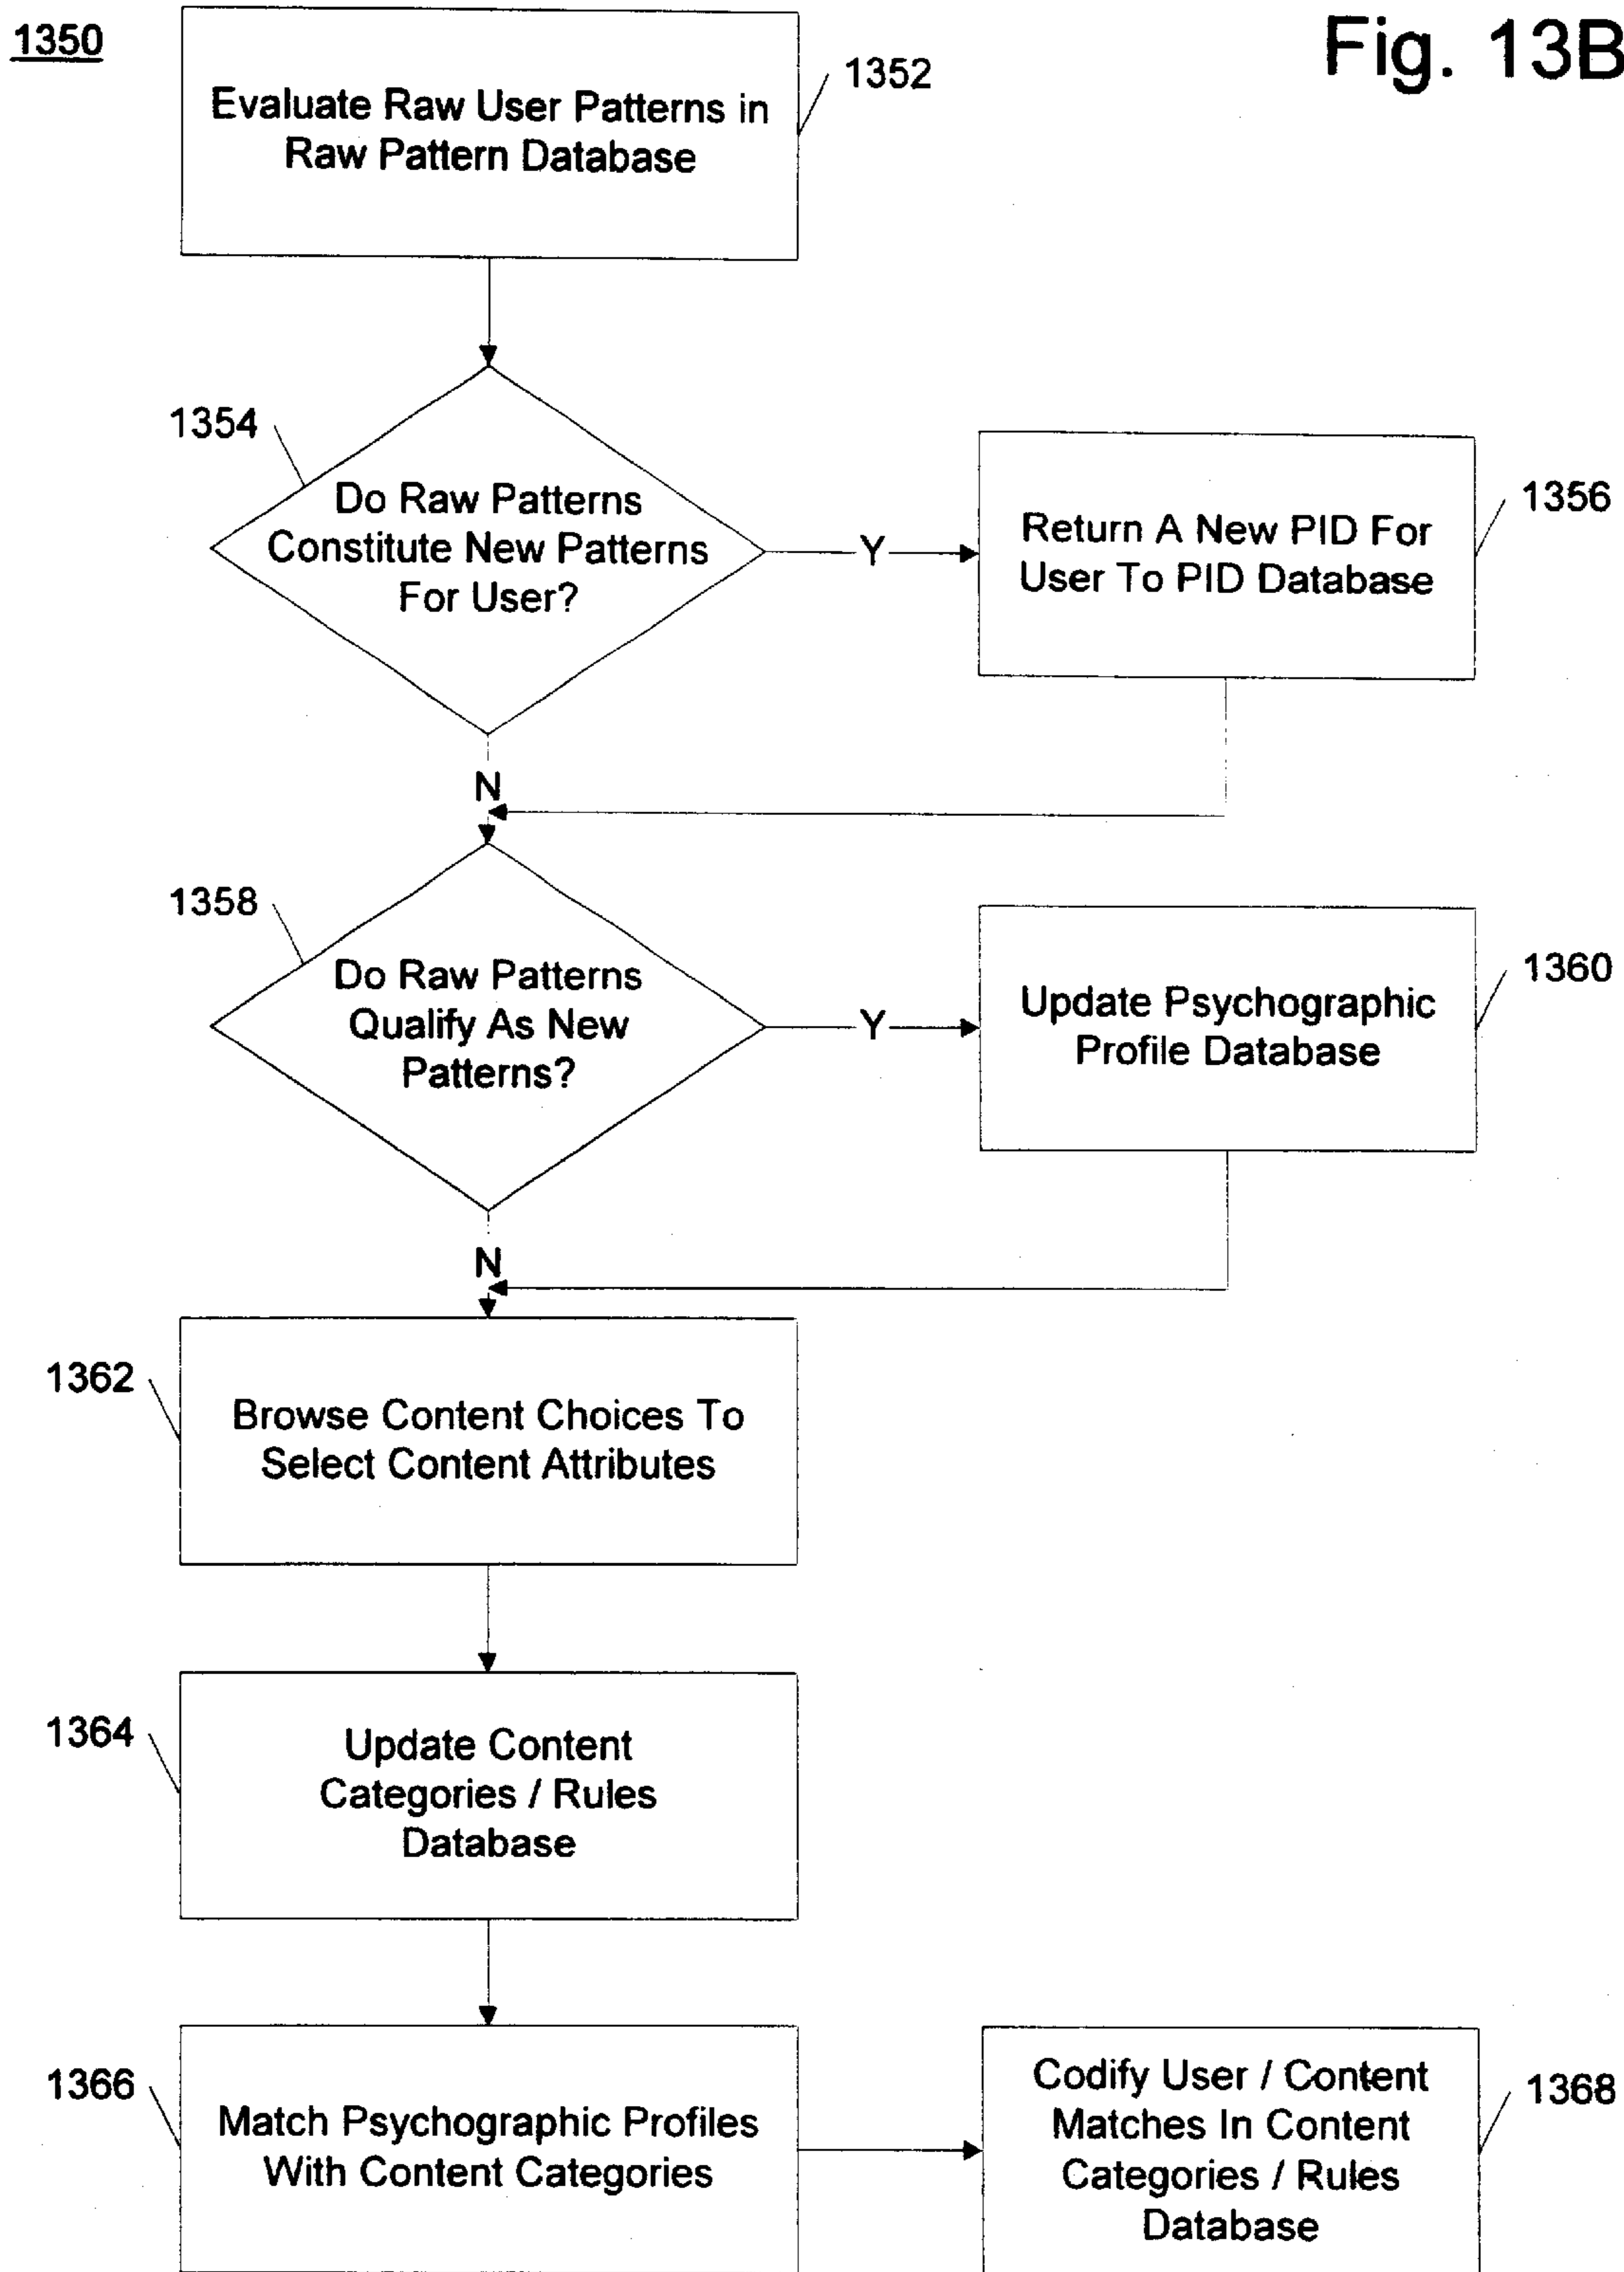 1350
Fig. 13B
Evaluate Raw User Patterns in
Raw Pattern Database
1352
1354
Do Raw Patterns
Constitute New Patterns
For User?
Y
Return A New PID For
User To PID Database
1356
N
1358
Do Raw Patterns
Qualify As New
Patterns?
Y
Update Psychographic
Profile Database
1360
N
1362
Browse Content Choices To
Select Content Attributes
1364
Update Content
Categories / Rules
Database
1366
Match Psychographic Profiles
With Content Categories
Codify User / Content
Matches In Content
Categories / Rules
Database
1368